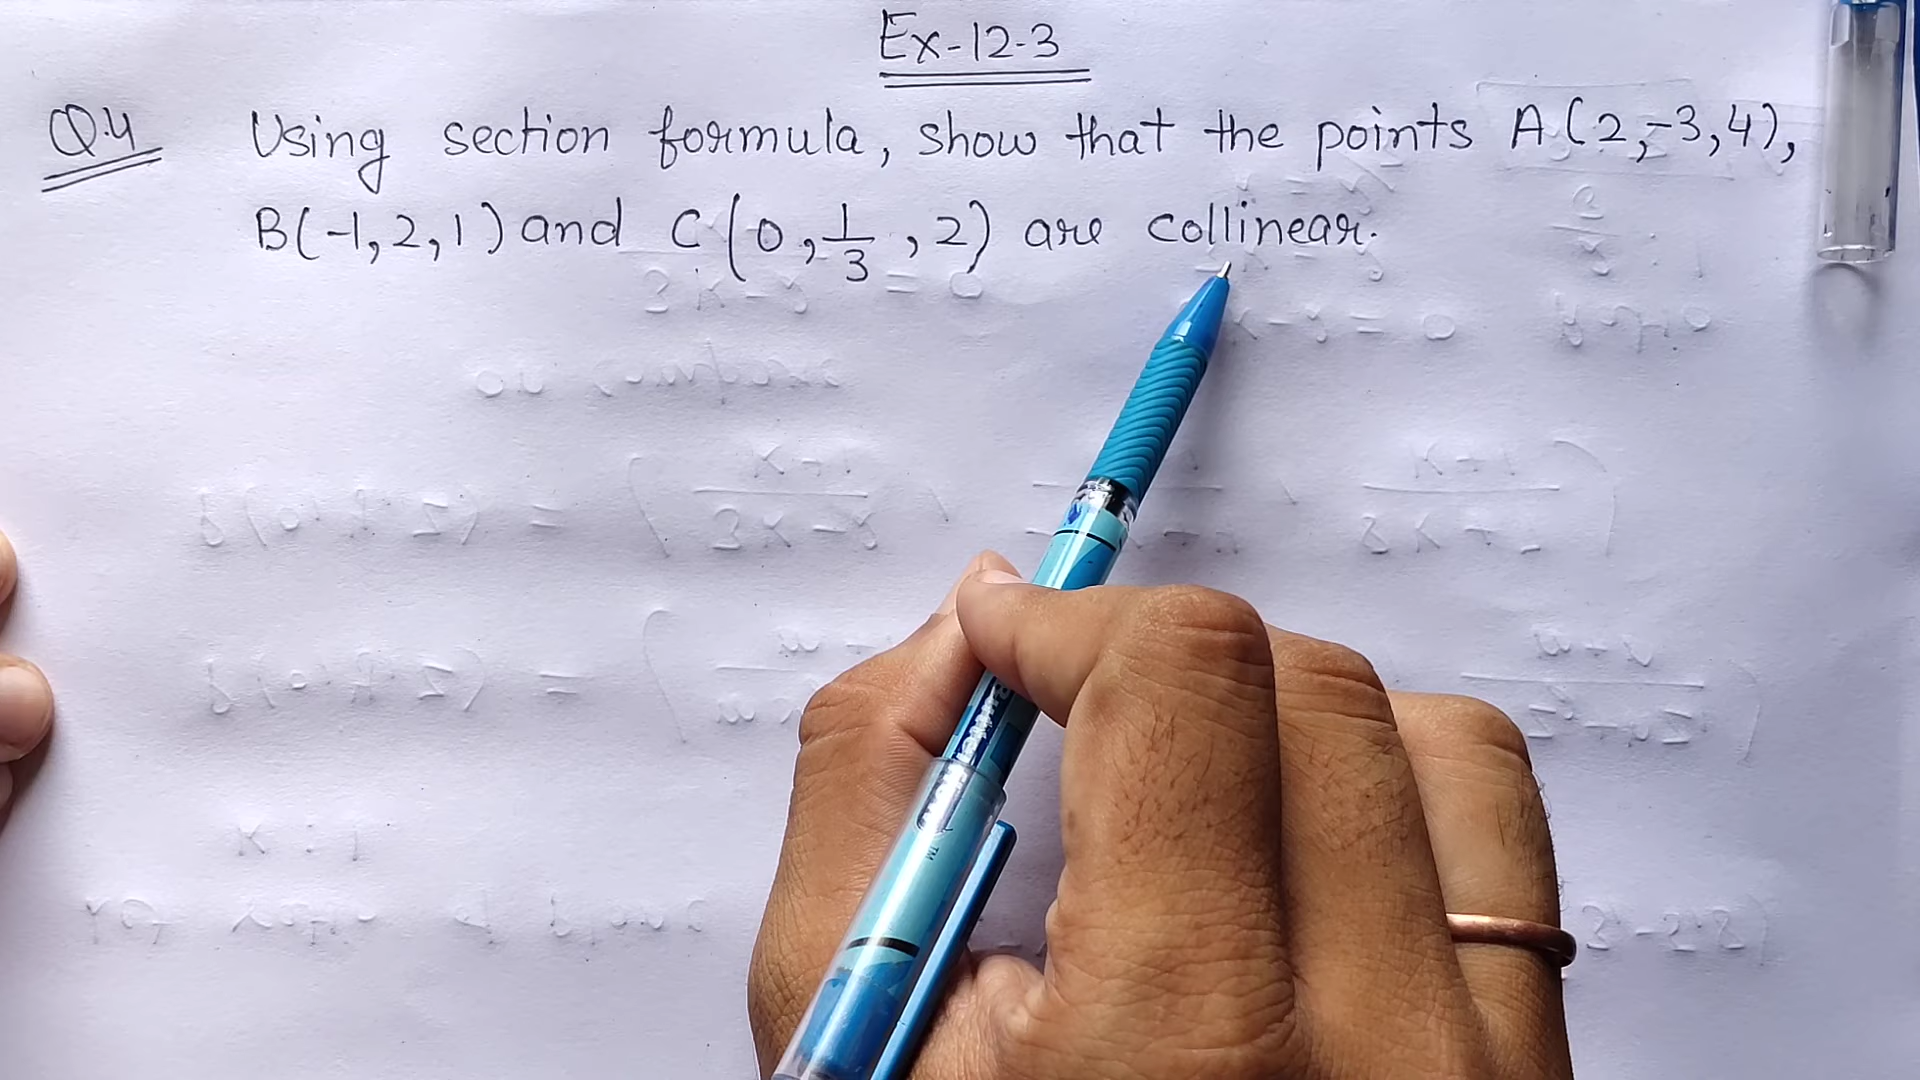 Ex-12.3
Q.4 Using section formula, show that the points A(2,-3,4),
B(-1,2,1) and C(0,1/3,2) are collinear.